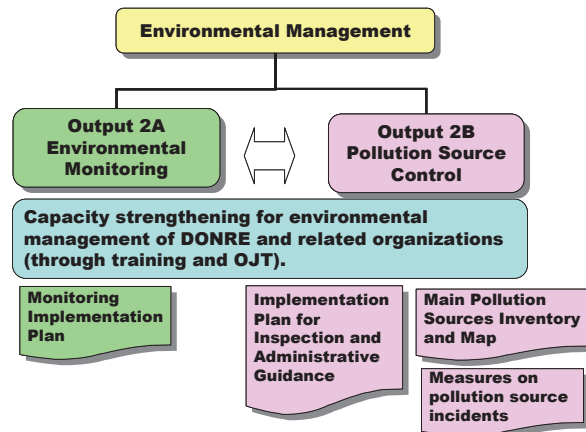 Environmental Management
Output 2A
Environmental
Monitoring
Output 2B
Pollution Source
Control
Capacity strengthening for environmental
management of DONRE and related organizations
(through training and OJT).
Monitoring
Implementation
Plan
Implementation
Plan for
Inspection and
Administrative
Guidance
Main Pollution
Sources Inventory
and Map
Measures on
pollution source
incidents